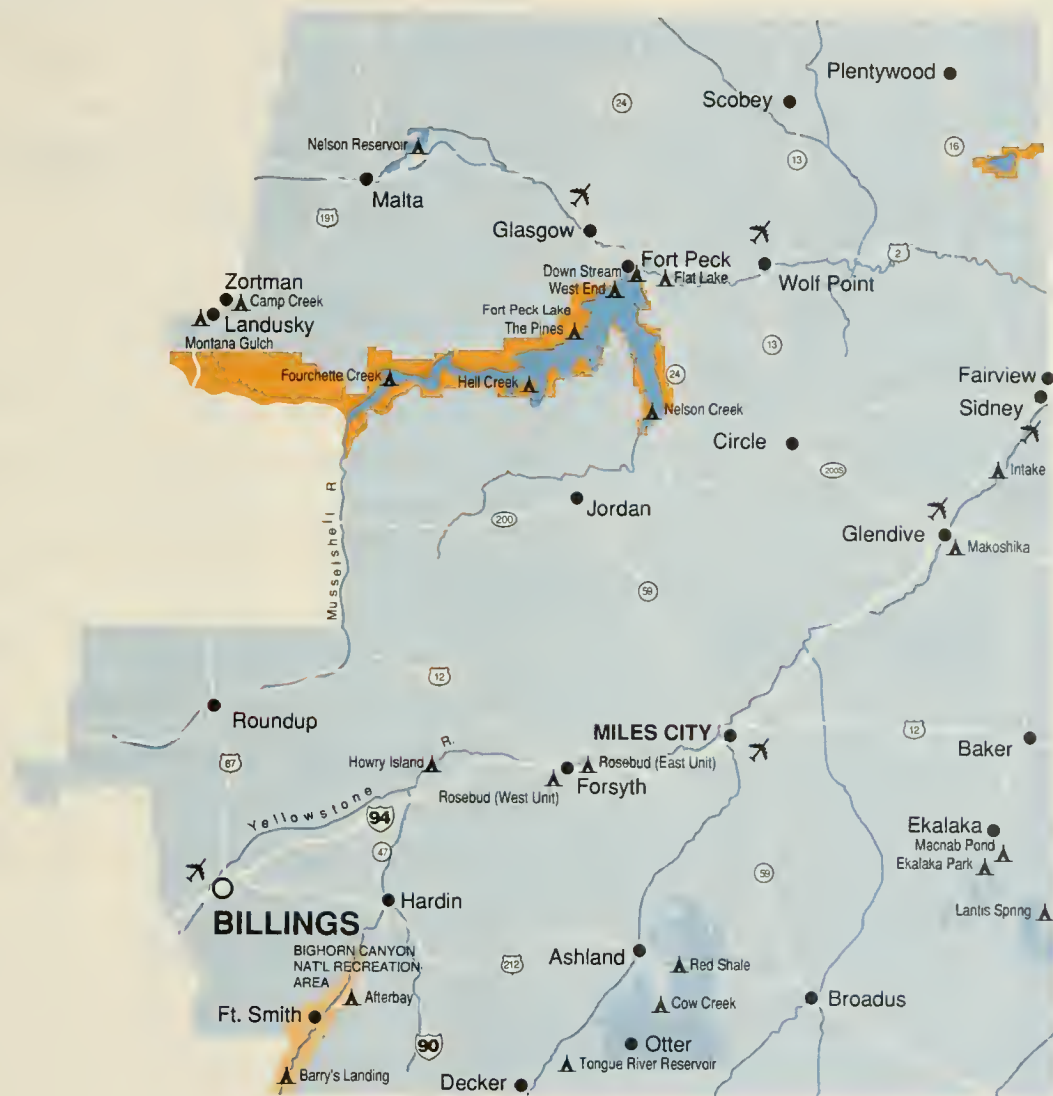 Plentywood
Scobey
24
13
16
Nelson Reservoir
Malta
191
Glasgow
Fort Peck
2
Down Stream
Flat Lake
Wolf Point
West End
Zortman
Camp Creek
Landusky
Montana Gulch
Fort Peck Lake
The Pines
13
Fourchette Creek
Hell Creek
24
Fairview
Sidney
Nelson Creek
Circle
200S
Intake
Musselshell R
Jordan
200
Glendive
Makoshika
59
12
Roundup
MILES CITY
12
Baker
87
R.
Howry Island
Rosebud (East Unit)
Rosebud (West Unit)
Forsyth
Yellowstone
94
47
Ekalaka
Macnab Pond
Ekalaka Park
59
Hardin
BILLINGS
Lantis Spring
BIGHORN CANYON
NAT'L RECREATION
AREA
212
Ashland
Red Shale
Afterbay
Cow Creek
Broadus
Ft. Smith
90
Otter
Tongue River Reservoir
Barry's Landing
Decker